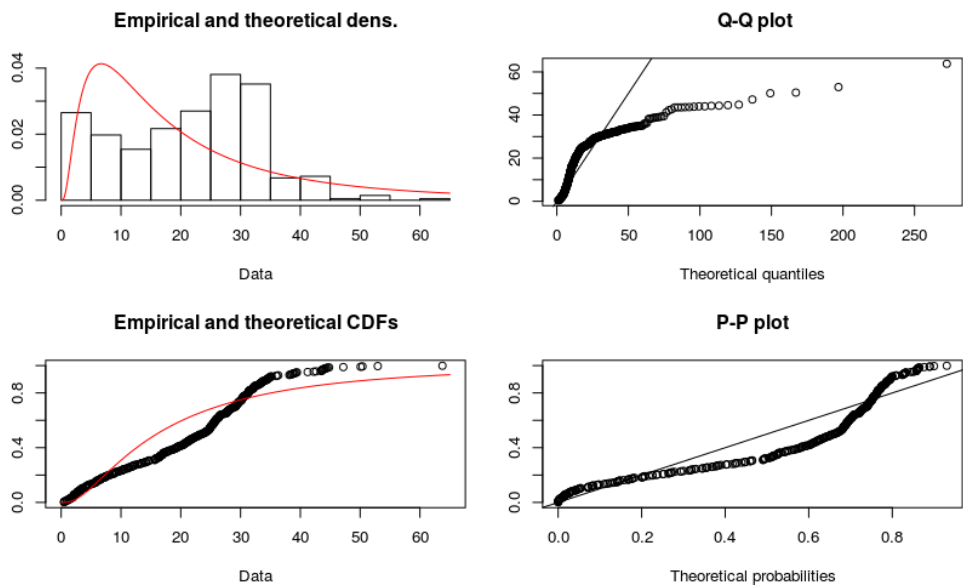 Empirical and theoretical dens.
0.00 0.02 0.04
0 10 20 30 40 50 60
Data
Q-Q plot
0 20 40 60
0 50 100 150 200 250
Theoretical quantiles
Empirical and theoretical CDFs
0.0 0.4 0.8
0 10 20 30 40 50 60
Data
P-P plot
0.0 0.4 0.8
0.0 0.2 0.4 0.6 0.8
Theoretical probabilities